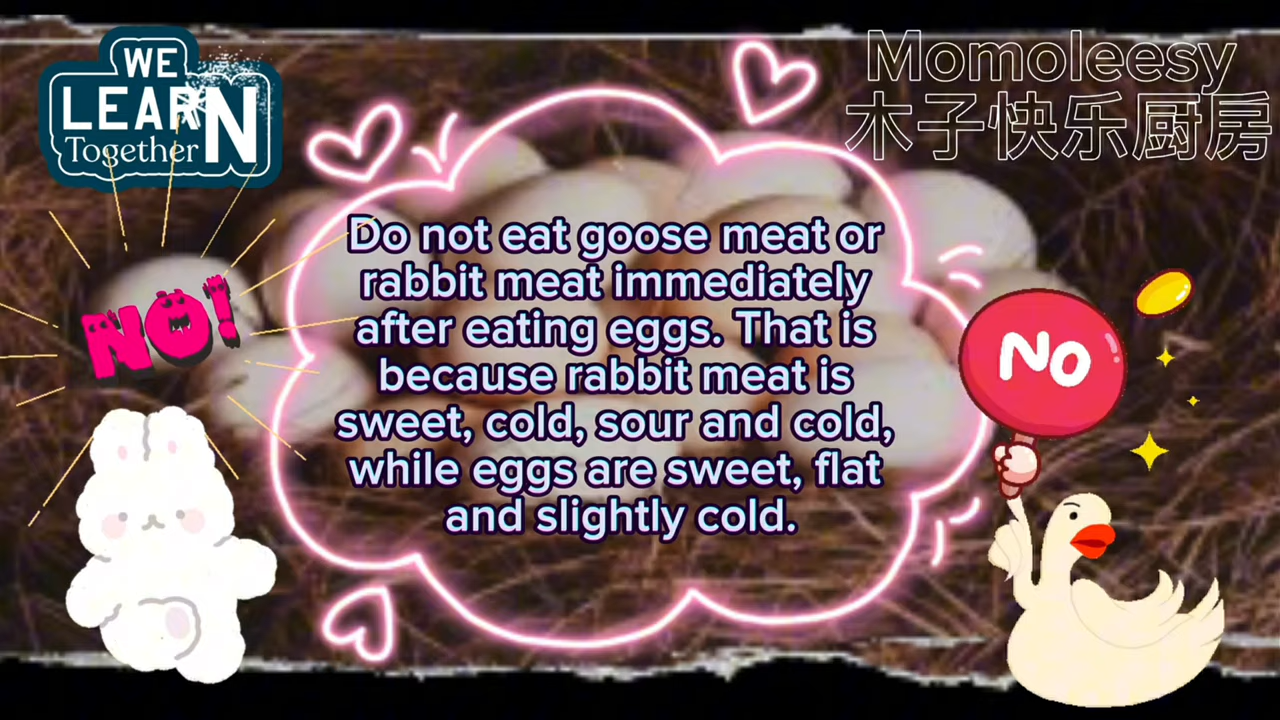 WE
LEARN
Together
Momoleesy
木子快乐厨房
Do not eat goose meat or
rabbit meat immediately
after eating eggs. That is
because rabbit meat is
sweet, cold, sour and cold,
while eggs are sweet, flat
and slightly cold.
NO!
NO